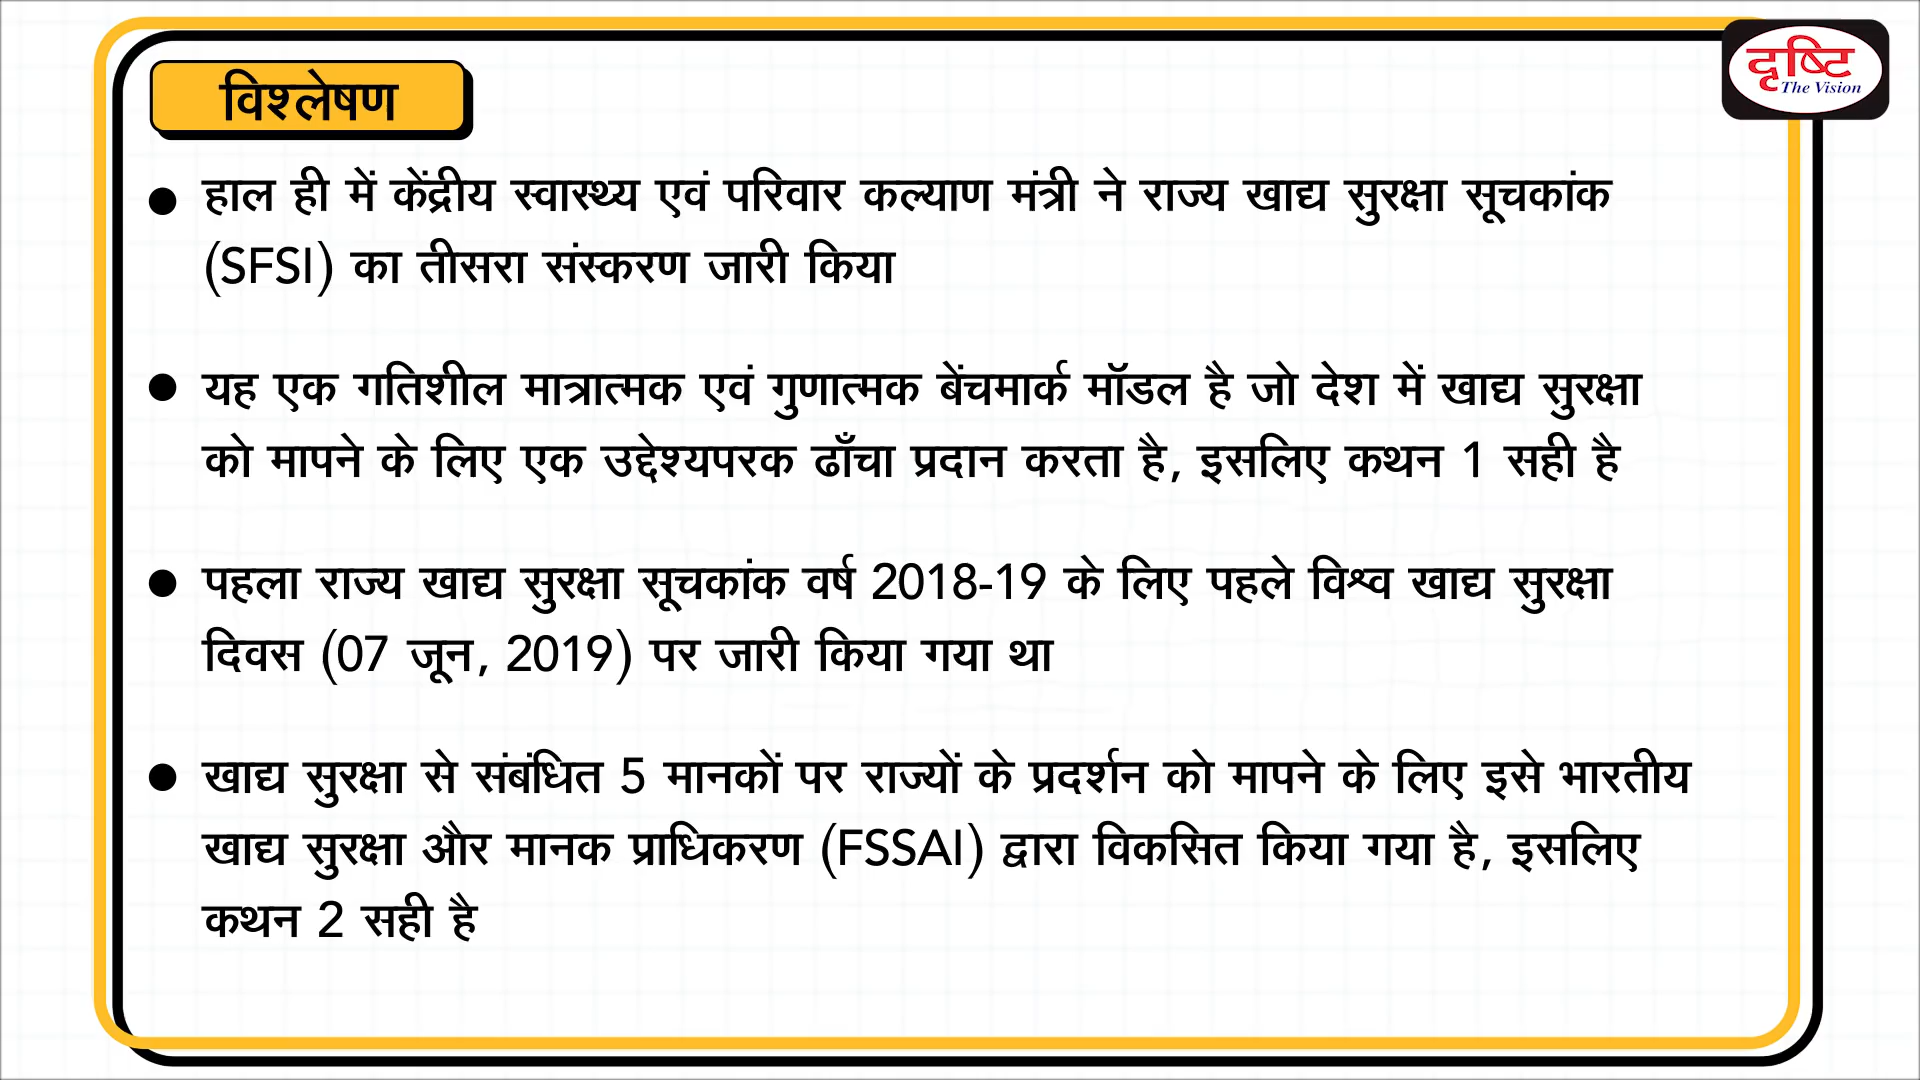 दृष्टि
The Vision
विश्लेषण
● हाल ही में केंद्रीय स्वास्थ्य एवं परिवार कल्याण मंत्री ने राज्य खाद्य सुरक्षा सूचकांक
(SFSI) का तीसरा संस्करण जारी किया
● यह एक गतिशील मात्रात्मक एवं गुणात्मक बेंचमार्क मॉडल है जो देश में खाद्य सुरक्षा
को मापने के लिए एक उद्देश्यपरक ढाँचा प्रदान करता है, इसलिए कथन 1 सही है
● पहला राज्य खाद्य सुरक्षा सूचकांक वर्ष 2018-19 के लिए पहले विश्व खाद्य सुरक्षा
दिवस (07 जून, 2019) पर जारी किया गया था
● खाद्य सुरक्षा से संबंधित 5 मानकों पर राज्यों के प्रदर्शन को मापने के लिए इसे भारतीय
खाद्य सुरक्षा और मानक प्राधिकरण (FSSAI) द्वारा विकसित किया गया है, इसलिए
कथन 2 सही है